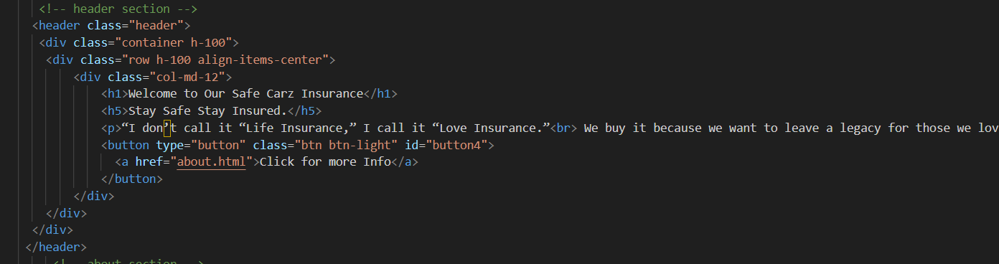 <!-- header section -->
<header class="header">
<div class="container h-100">
<div class="row h-100 align-items-center">
<div class="col-md-12">
<h1>Welcome to Our Safe Carz Insurance</h1>
<h5>Stay Safe Stay Insured.</h5>
<p>“I don’t call it “Life Insurance,” I call it “Love Insurance.”<br> We buy it because we want to leave a legacy for those we lov
<button type="button" class="btn btn-light" id="button4">
<a href="about.html">Click for more Info</a>
</button>
</div>
</div>
</div>
</header>
<!-- about section -->